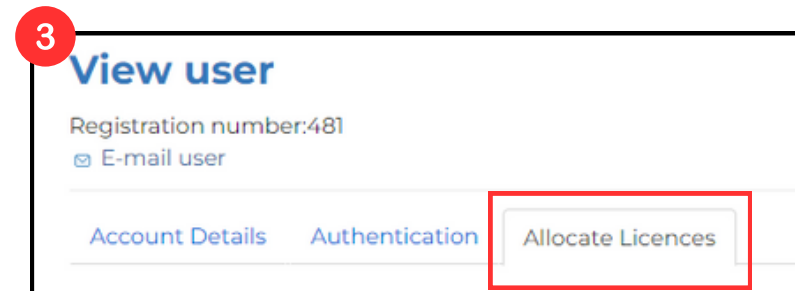 3
View user
Registration number:481
E-mail user
Account Details Authentication Allocate Licences